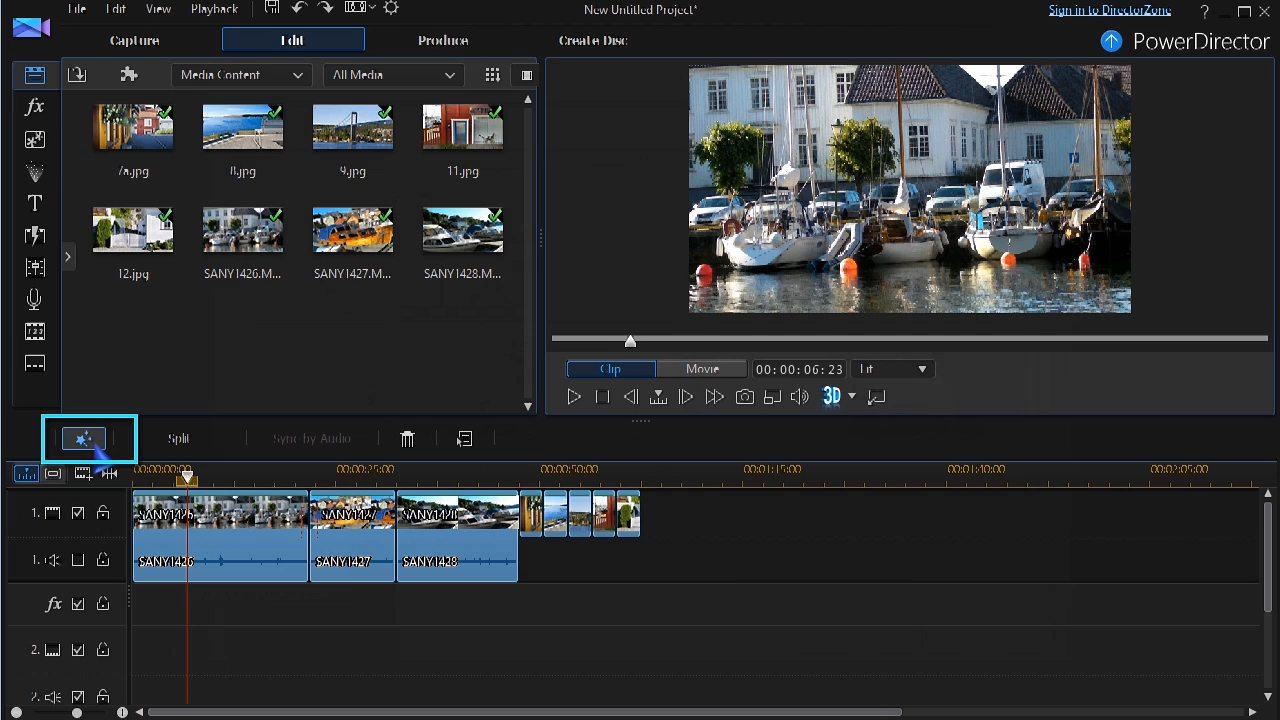 File Edit View Playback New Untitled Project* Sign in to DirectorZone ?
Capture Edit Produce Create Disc PowerDirector
Media Content All Media
fx
7a.jpg 8.jpg 9.jpg 11.jpg
T
12.jpg SANY1426.M... SANY1427.M... SANY1428.M...
1 2 3
Clip Movie 00:00:06:23 Fit
3D
Split Sync by Audio
00:00:00:00 00:00:25:00 00:00:50:00 00:01:15:00 00:01:40:00 00:02:05:00
1. SANY1426 SANY1427 SANY1428
1. SANY1426 SANY1427 SANY1428
fx
2.
2.